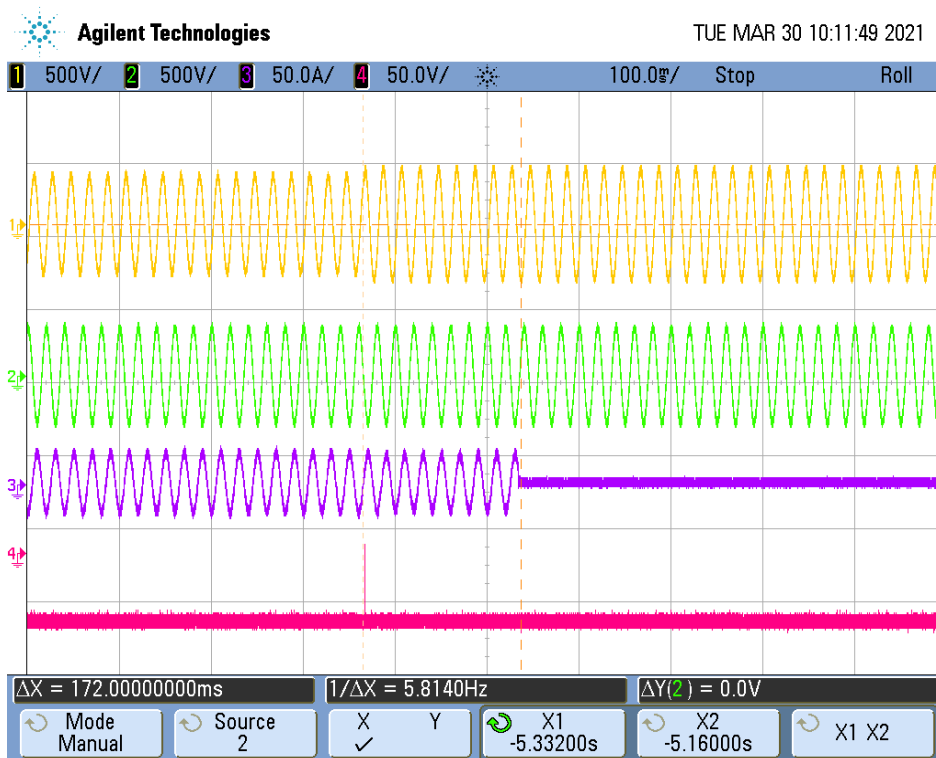 Agilent Technologies
TUE MAR 30 10:11:49 2021
1 500V/ 2 500V/ 3 50.0A/ 4 50.0V/ 100.0ms/ Stop Roll
1
2
3
4
ΔX = 172.00000000ms 1/ΔX = 5.8140Hz ΔY(2) = 0.0V
Mode
Manual
Source
2
X Y
✓
X1
-5.33200s
X2
-5.16000s
X1 X2